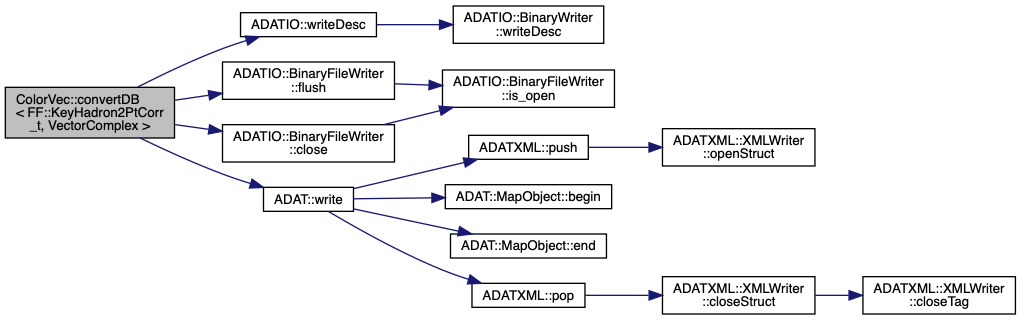 ColorVec::convertDB
< FF::KeyHadron2PtCorr
_t, VectorComplex >
ADATIO::writeDesc
ADATIO::BinaryWriter
::writeDesc
ADATIO::BinaryFileWriter
::flush
ADATIO::BinaryFileWriter
::is_open
ADATIO::BinaryFileWriter
::close
ADAT::write
ADATXML::push
ADATXML::XMLWriter
::openStruct
ADAT::MapObject::begin
ADAT::MapObject::end
ADATXML::pop
ADATXML::XMLWriter
::closeStruct
ADATXML::XMLWriter
::closeTag